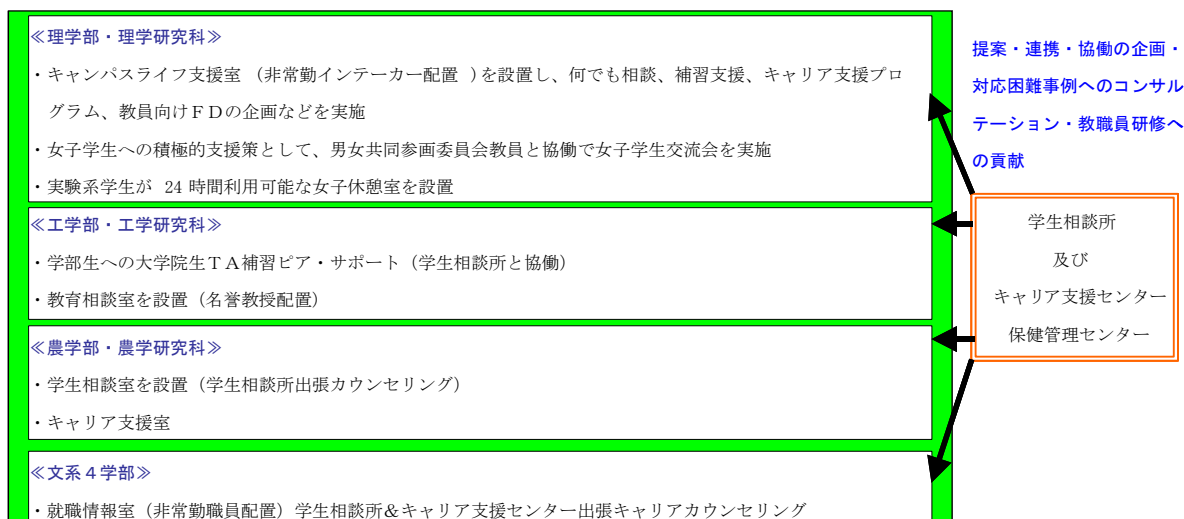 ≪理学部・理学研究科≫
・キャンパスライフ支援室 （非常勤インテーカー配置 ）を設置し、何でも相談、補習支援、キャリア支援プロ
グラム、教員向けＦＤの企画などを実施
・女子学生への積極的支援策として、男女共同参画委員会教員と協働で女子学生交流会を実施
・実験系学生が 24 時間利用可能な女子休憩室を設置
≪工学部・工学研究科≫
・学部生への大学院生ＴＡ補習ピア・サポート（学生相談所と協働）
・教育相談室を設置（名誉教授配置）
≪農学部・農学研究科≫
・学生相談室を設置（学生相談所出張カウンセリング）
・キャリア支援室
≪文系４学部≫
・就職情報室（非常勤職員配置）学生相談所＆キャリア支援センター出張キャリアカウンセリング
提案・連携・協働の企画・
対応困難事例へのコンサル
テーション・教職員研修へ
の貢献
学生相談所
及び
キャリア支援センター
保健管理センター